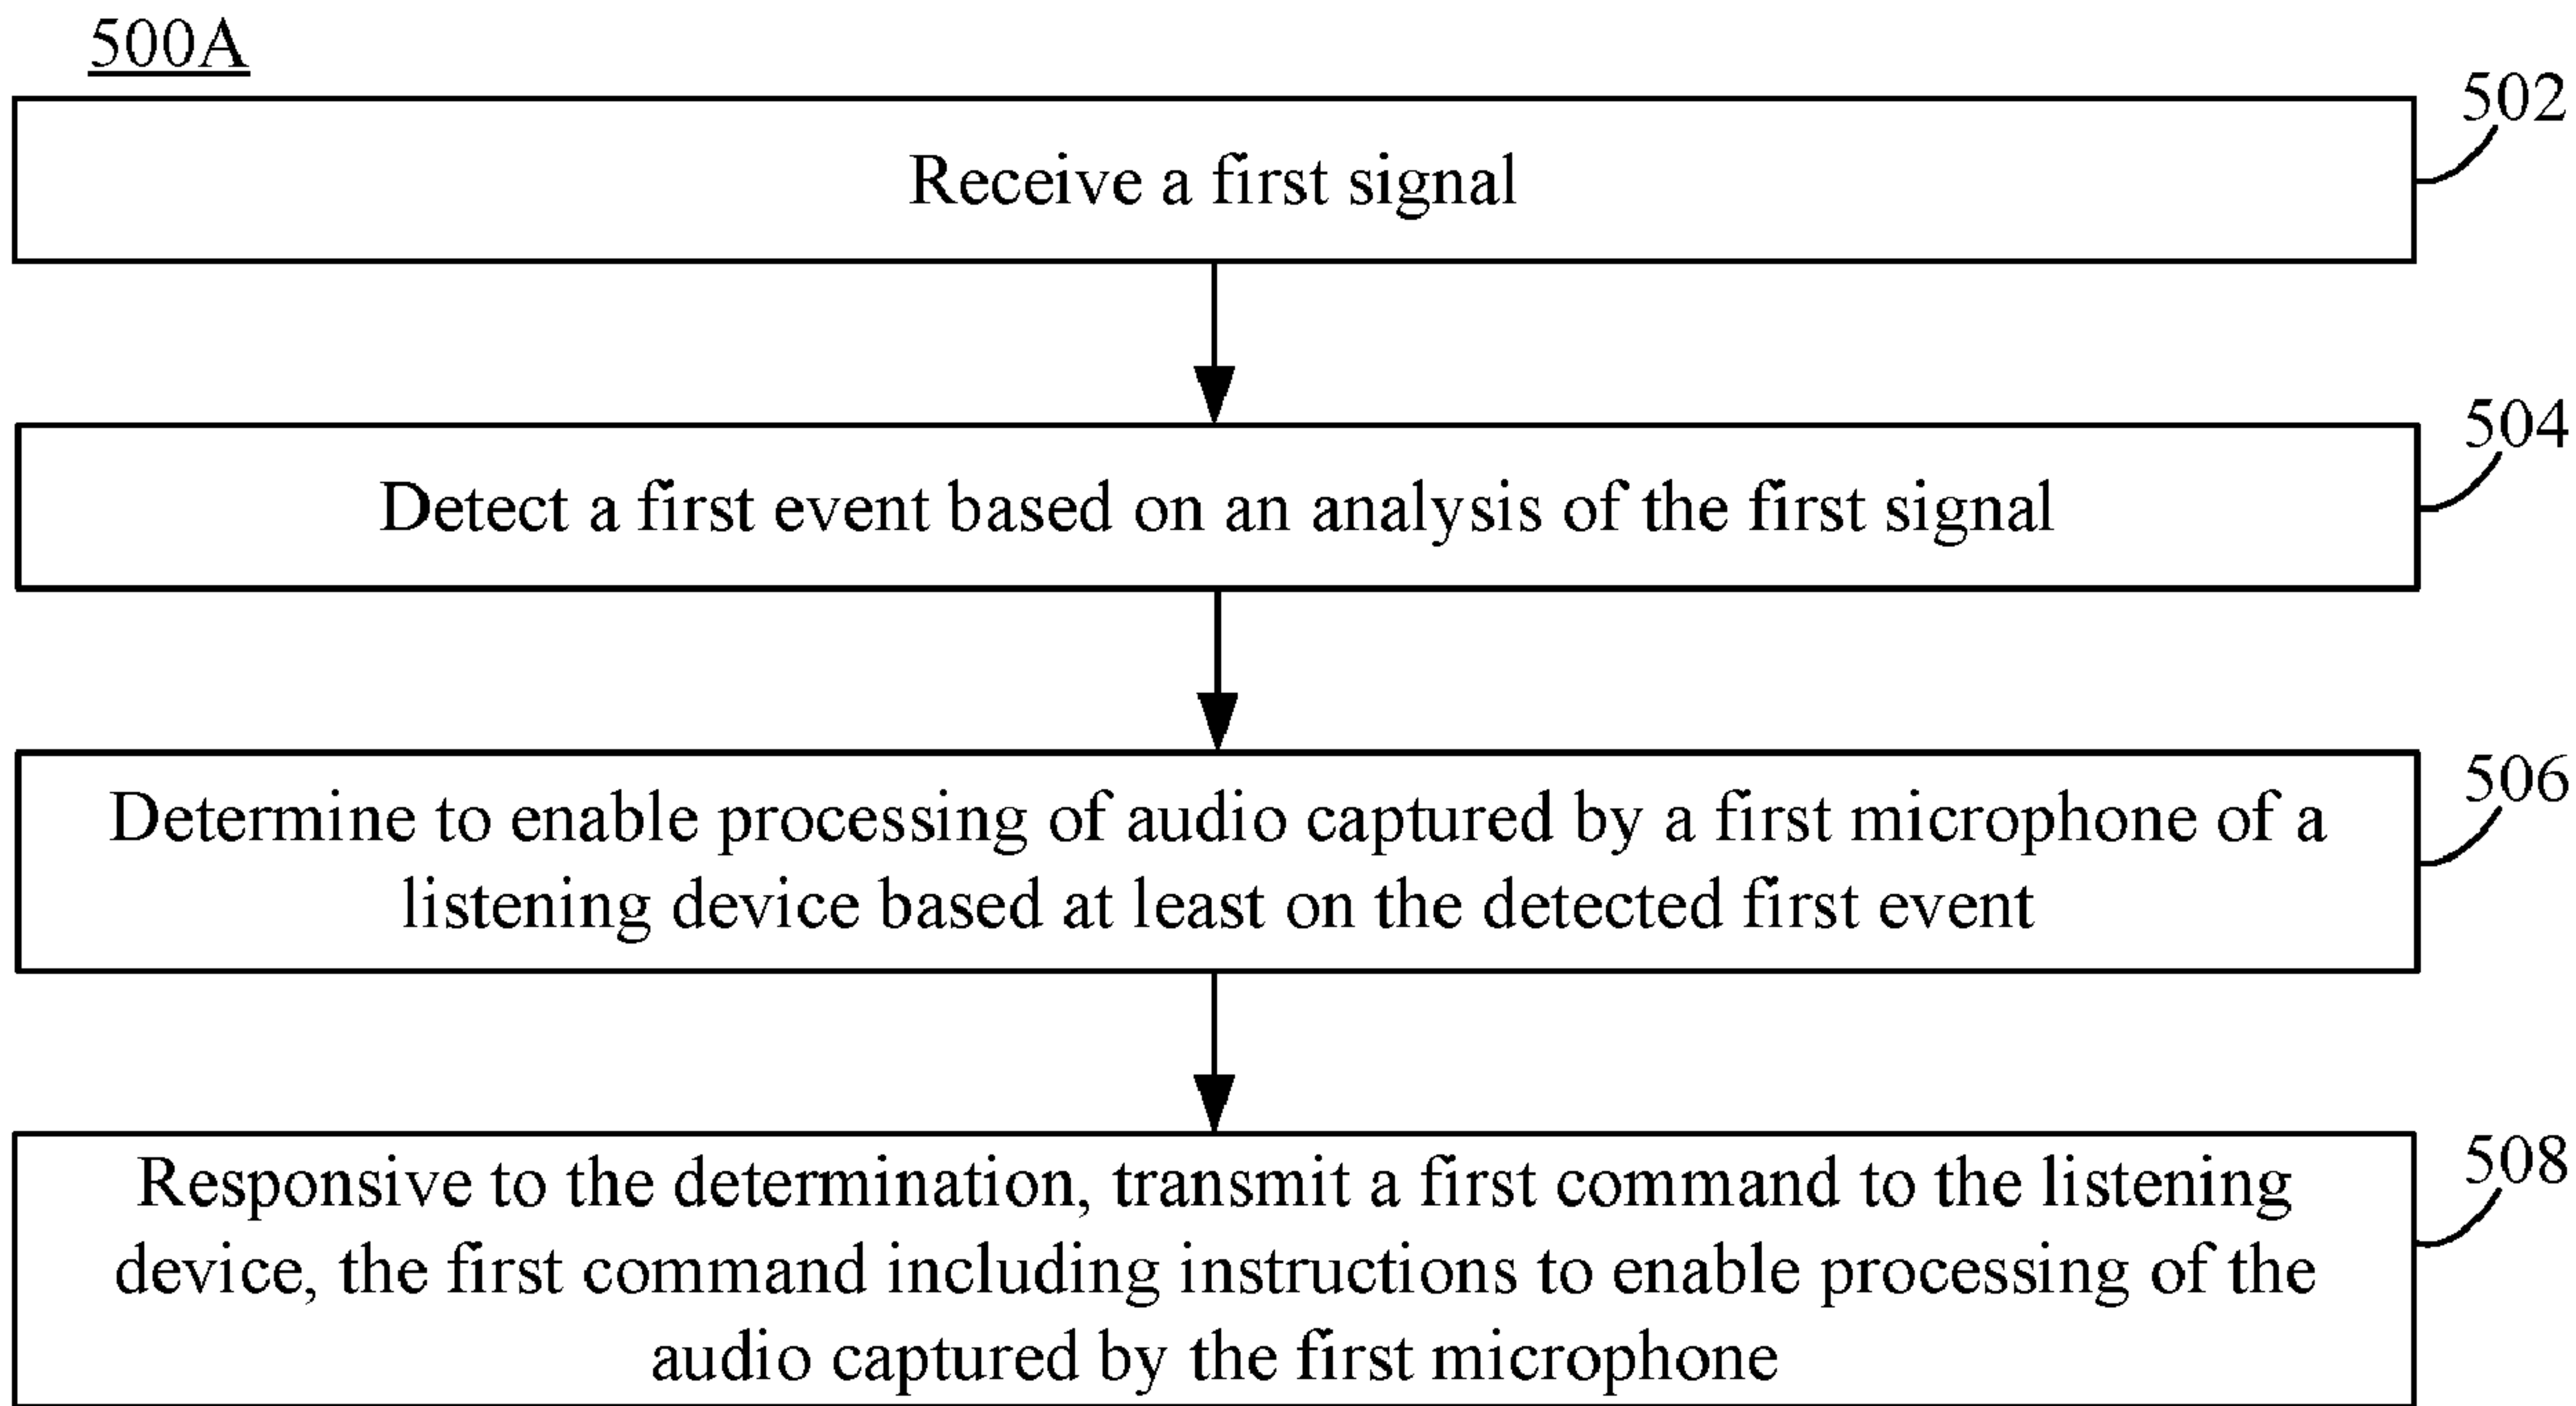 500A
502
Receive a first signal
504
Detect a first event based on an analysis of the first signal
506
Determine to enable processing of audio captured by a first microphone of a
listening device based at least on the detected first event
508
Responsive to the determination, transmit a first command to the listening
device, the first command including instructions to enable processing of the
audio captured by the first microphone